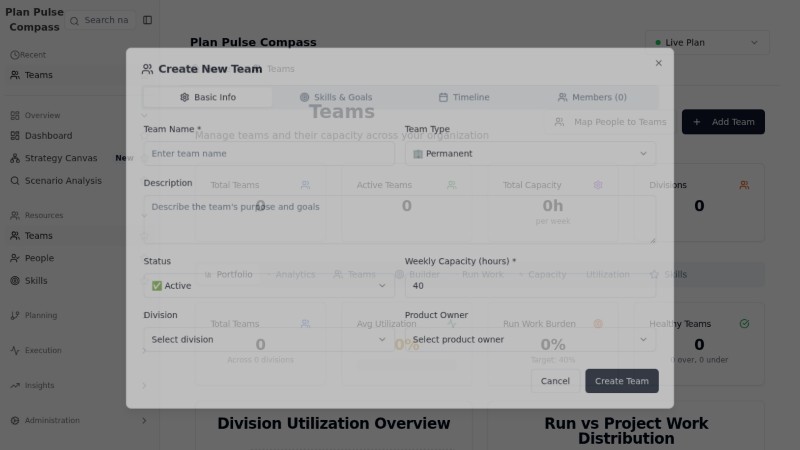 Plan Pulse
Compass
Search na
Recent
Teams
Overview
Dashboard
Strategy Canvas New
Scenario Analysis
Resources
Teams
People
Skills
Planning
Execution
Insights
Administration
Plan Pulse Compass
Live Plan
Teams
Teams
Manage teams and their capacity across your organization
Map People to Teams
Add Team
Total Teams
0
Active Teams
0
Total Capacity
0h
per week
Divisions
0
Portfolio
Analytics
Teams
Builder
Run Work
Capacity
Utilization
Skills
Total Teams
0
Across 0 divisions
Avg Utilization
0%
Run Work Burden
0%
Healthy Teams
0
0 over, 0 under
Division Utilization Overview
Run vs Project Work
Distribution
Create New Team
Basic Info
Skills & Goals
Timeline
Members (0)
Team Name *
Enter team name
Team Type
Permanent
Description
Describe the team's purpose and goals
Status
Active
Weekly Capacity (hours) *
40
Division
Select division
Product Owner
Select product owner
Cancel
Create Team